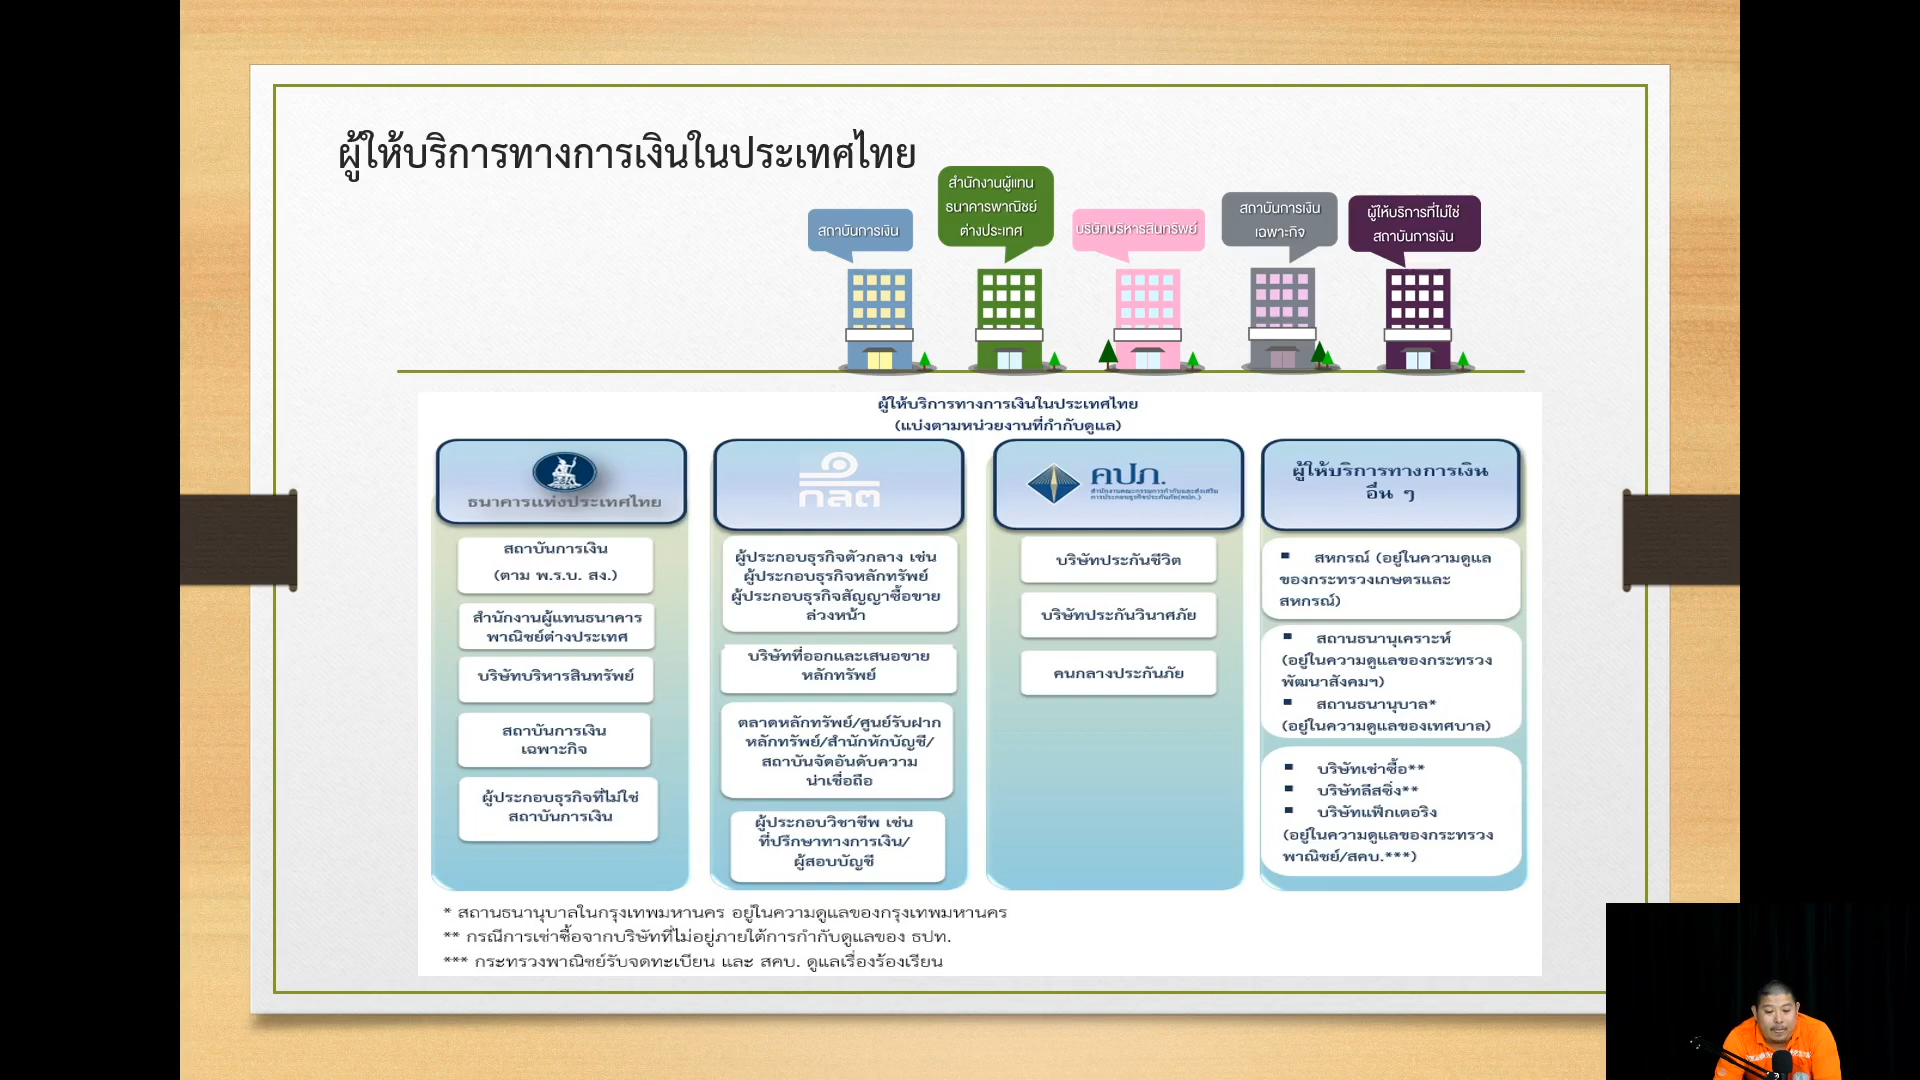 ผู้ให้บริการทางการเงินในประเทศไทย
สถาบันการเงิน
สำนักงานผู้แทน
ธนาคารพาณิชย์
ต่างประเทศ
บริษัทบริหารสินทรัพย์
สถาบันการเงิน
เฉพาะกิจ
ผู้ให้บริการที่ไม่ใช่
สถาบันการเงิน
ผู้ให้บริการทางการเงินในประเทศไทย
(แบ่งตามหน่วยงานที่กำกับดูแล)
ธนาคารแห่งประเทศไทย
สถาบันการเงิน
(ตาม พ.ร.บ. สง.)
สำนักงานผู้แทนธนาคาร
พาณิชย์ต่างประเทศ
บริษัทบริหารสินทรัพย์
สถาบันการเงิน
เฉพาะกิจ
ผู้ประกอบธุรกิจที่ไม่ใช่
สถาบันการเงิน
กลต
ผู้ประกอบธุรกิจตัวกลาง เช่น
ผู้ประกอบธุรกิจหลักทรัพย์
ผู้ประกอบธุรกิจสัญญาซื้อขาย
ล่วงหน้า
บริษัทที่ออกและเสนอขาย
หลักทรัพย์
ตลาดหลักทรัพย์/ศูนย์รับฝาก
หลักทรัพย์/สำนักหักบัญชี/
สถาบันจัดอันดับความ
น่าเชื่อถือ
ผู้ประกอบวิชาชีพ เช่น
ที่ปรึกษาทางการเงิน/
ผู้สอบบัญชี
คปภ.
สำนักงานคณะกรรมการกำกับและส่งเสริม
การประกอบธุรกิจประกันภัย(คปภ.)
บริษัทประกันชีวิต
บริษัทประกันวินาศภัย
คนกลางประกันภัย
ผู้ให้บริการทางการเงิน
อื่น ๆ
▪ สหกรณ์ (อยู่ในความดูแล
ของกระทรวงเกษตรและ
สหกรณ์)
▪ สถานธนานุเคราะห์
(อยู่ในความดูแลของกระทรวง
พัฒนาสังคมฯ)
▪ สถานธนานุบาล*
(อยู่ในความดูแลของเทศบาล)
▪ บริษัทเช่าซื้อ**
▪ บริษัทลีสซิ่ง**
▪ บริษัทแฟ็กเตอริง
(อยู่ในความดูแลของกระทรวง
พาณิชย์/สคบ.***)
* สถานธนานุบาลในกรุงเทพมหานคร อยู่ในความดูแลของกรุงเทพมหานคร
** กรณีการเช่าซื้อจากบริษัทที่ไม่อยู่ภายใต้การกำกับดูแลของ ธปท.
*** กระทรวงพาณิชย์รับจดทะเบียน และ สคบ. ดูแลเรื่องร้องเรียน